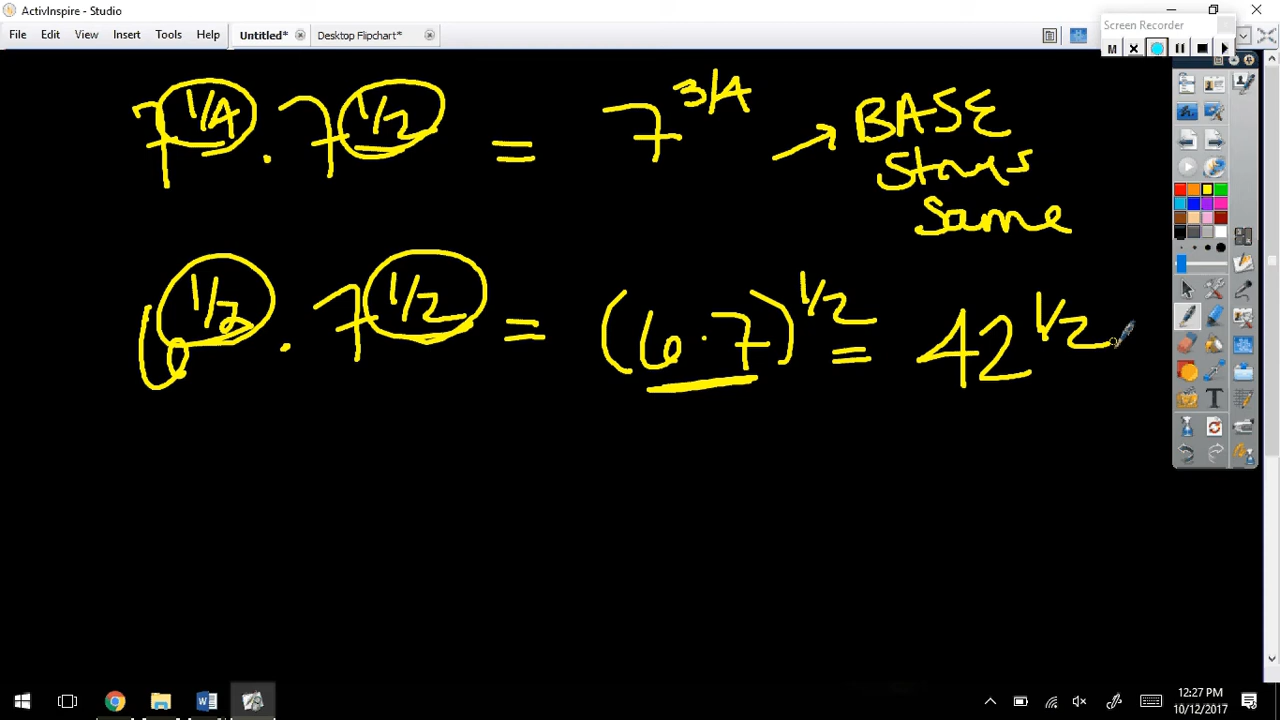 ActivInspire - Studio
Screen Recorder
File Edit View Insert Tools Help Untitled* Desktop Flipchart*
M
7^1/4 · 7^1/2 = 7^3/4 → BASE
stays
same
6^1/2 · 7^1/2 = (6·7)^1/2 = 42^1/2
T
12:27 PM
10/12/2017